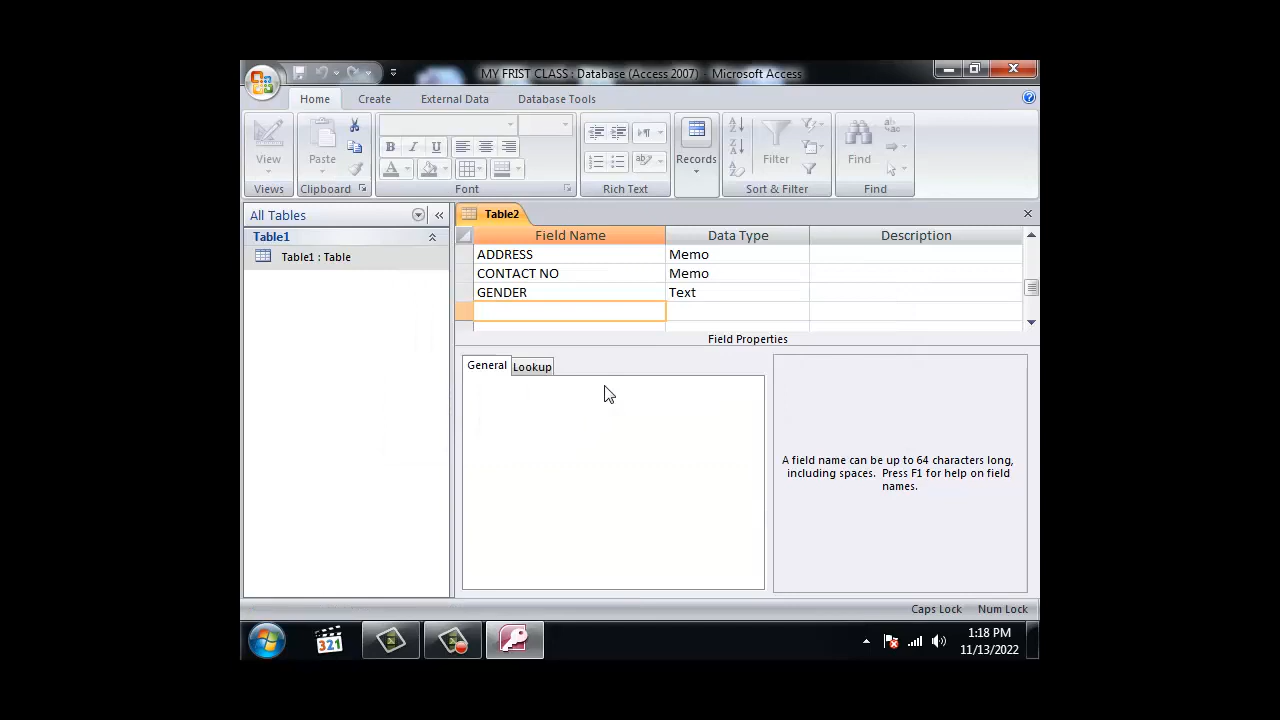 MY FRIST CLASS : Database (Access 2007) - Microsoft Access
Home Create External Data Database Tools
View Paste Records Filter Find
B I U
Views Clipboard Font Rich Text Sort & Filter Find
All Tables
Table1
Table1 : Table
Table2
Field Name Data Type Description
ADDRESS Memo
CONTACT NO Memo
GENDER Text
Field Properties
General Lookup
A field name can be up to 64 characters long,
including spaces. Press F1 for help on field
names.
Caps Lock Num Lock
321
1:18 PM
11/13/2022